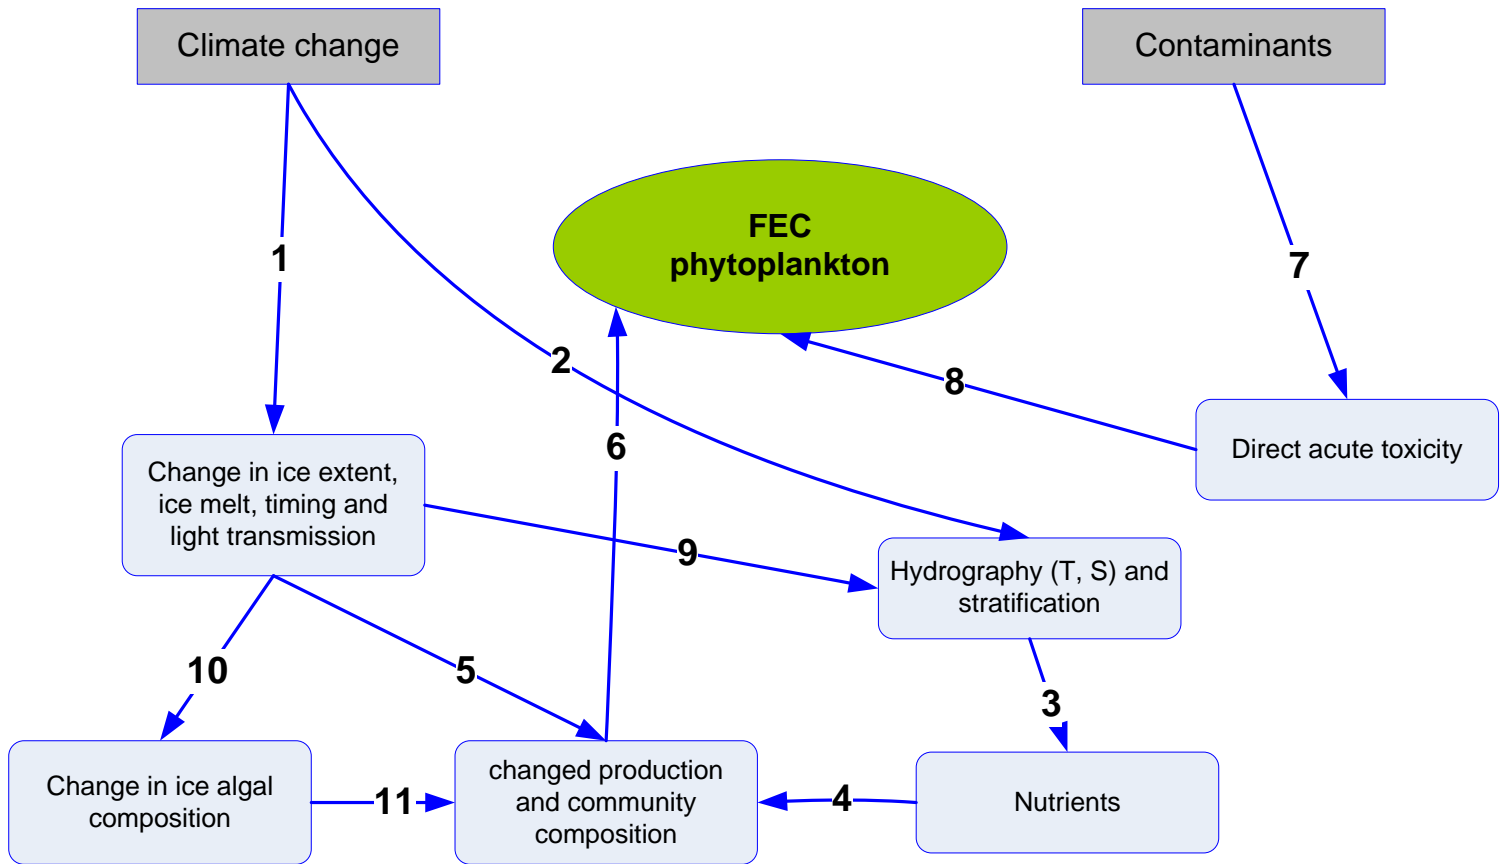 Climate change
Contaminants
FEC
phytoplankton
1
7
2
8
6
Change in ice extent,
ice melt, timing and
light transmission
Direct acute toxicity
9
Hydrography (T, S) and
stratification
10
5
3
Change in ice algal
composition
11
changed production
and community
composition
4
Nutrients